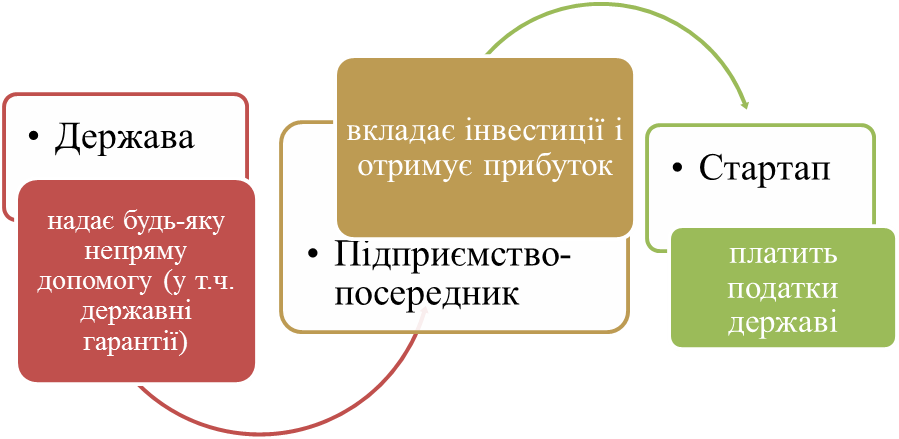 • Держава
надає будь-яку
непряму
допомогу (у т.ч.
державні
гарантії)
вкладає інвестиції і
отримує прибуток
• Підприємство-
посередник
• Стартап
платить
податки
державі